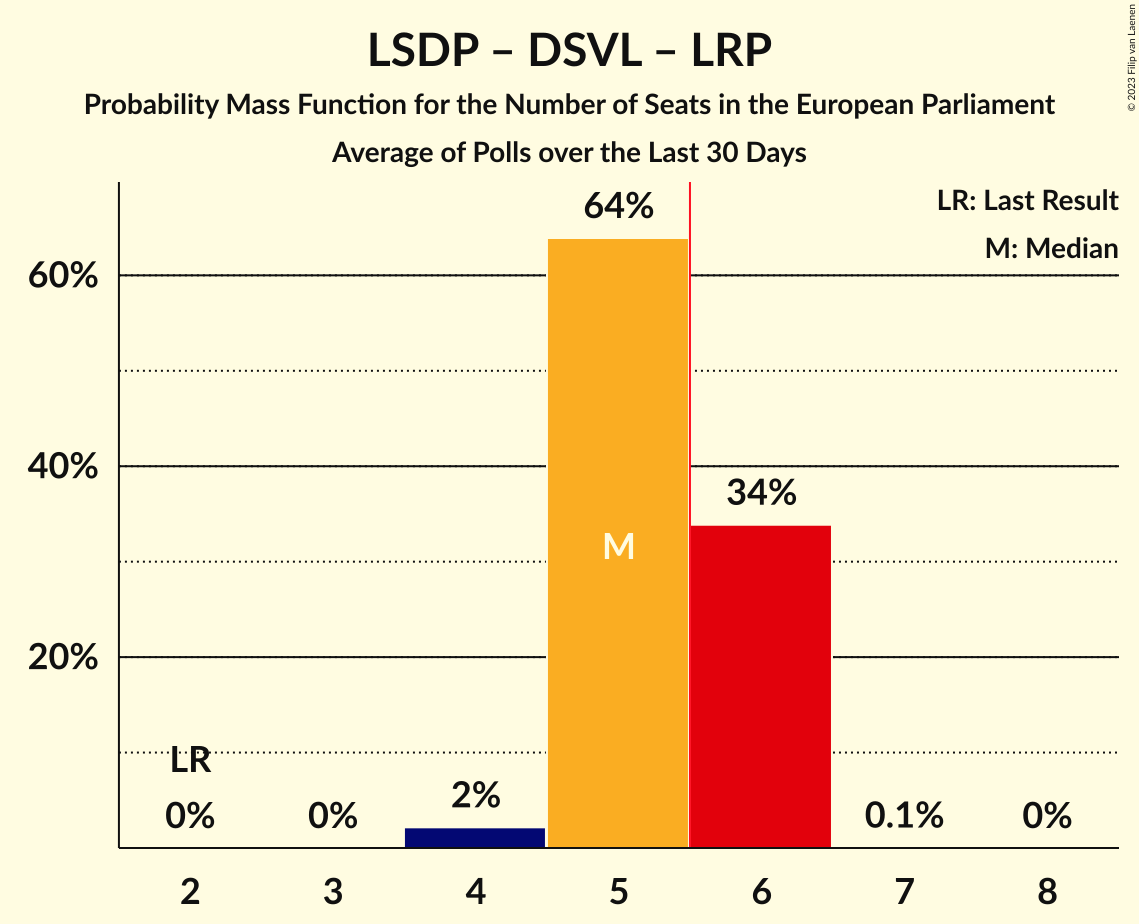 LSDP – DSVL – LRP
Probability Mass Function for the Number of Seats in the European Parliament
Average of Polls over the Last 30 Days
© 2023 Filip van Laenen
LR: Last Result
M: Median
64%
60%
40%
34%
M
20%
LR
2%
0%
0%
0.1%
0%
2
3
4
5
6
7
8